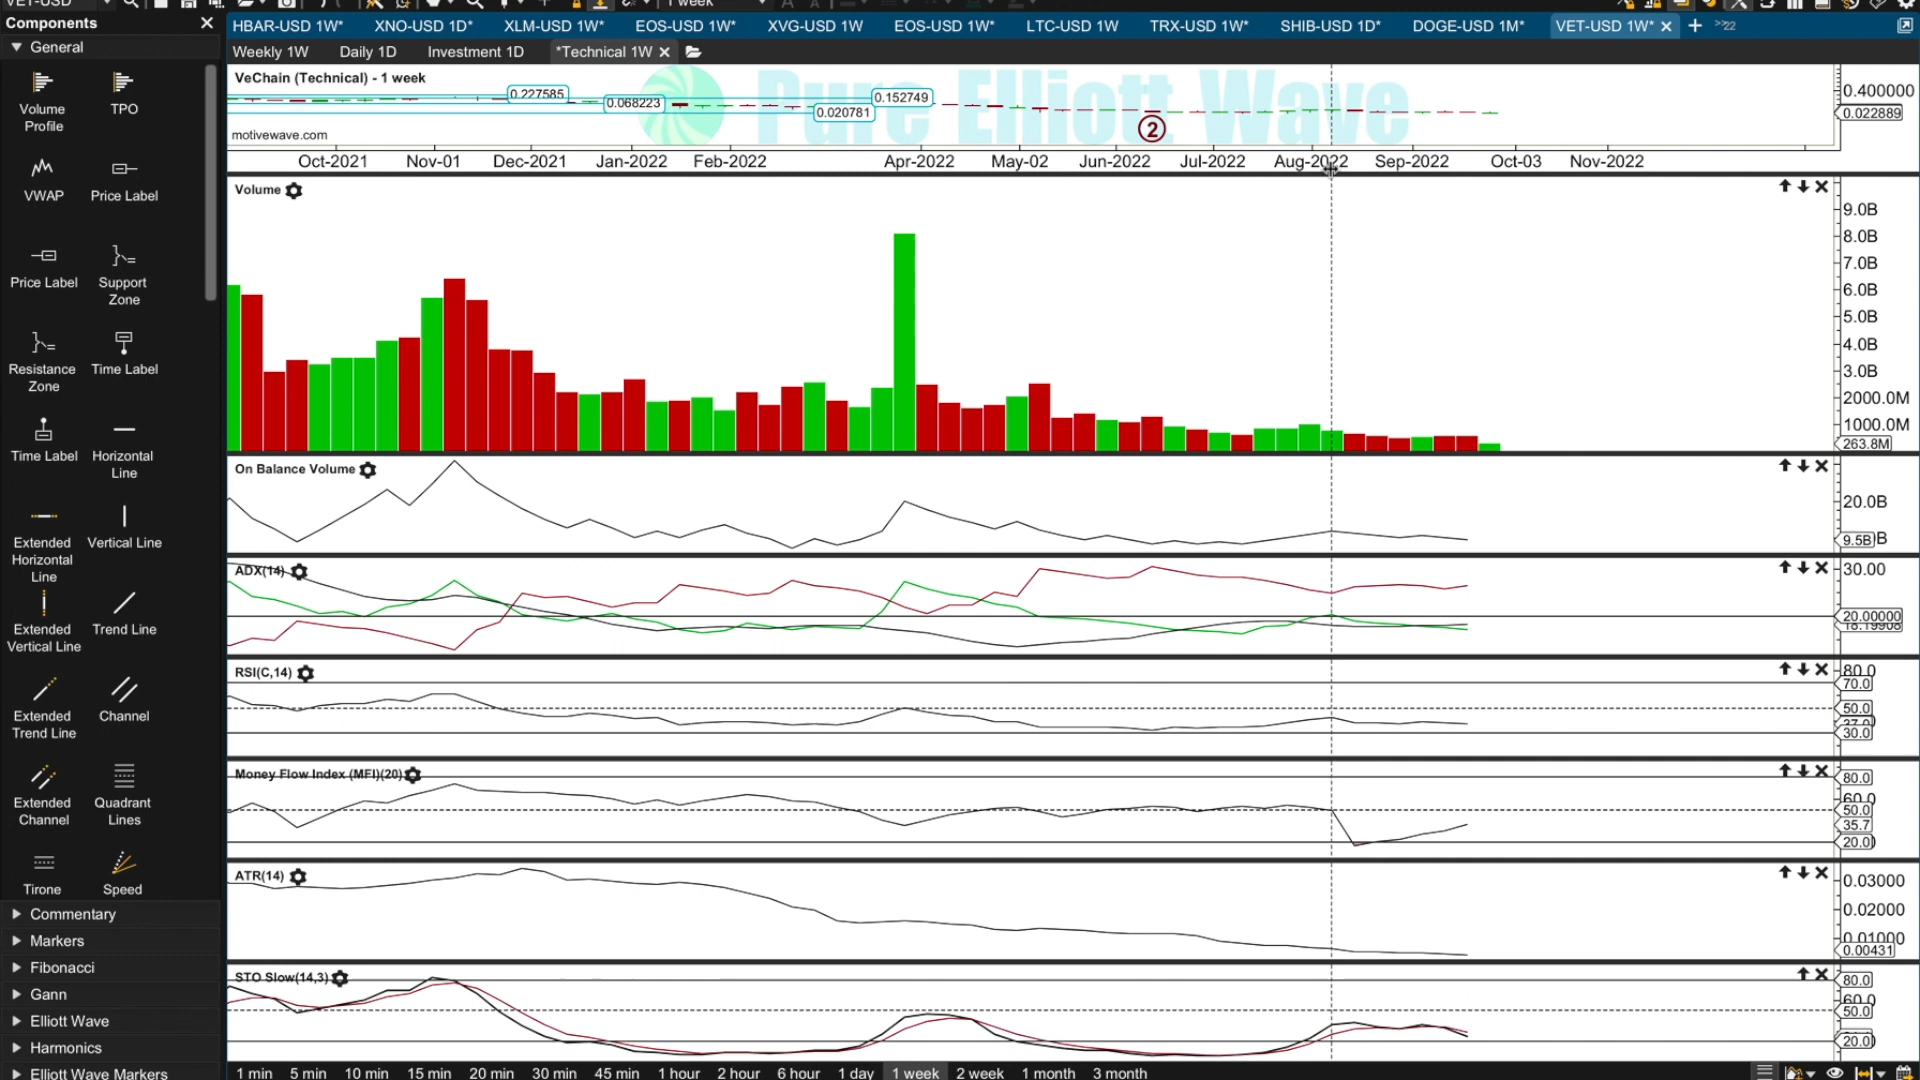 VET-USD
1 week
Components
General
Volume Profile
TPO
VWAP
Price Label
Price Label
Support Zone
Resistance Zone
Time Label
Time Label
Horizontal Line
Extended Horizontal Line
Vertical Line
Extended Vertical Line
Trend Line
Extended Trend Line
Channel
Extended Channel
Quadrant Lines
Tirone
Speed
Commentary
Markers
Fibonacci
Gann
Elliott Wave
Harmonics
Elliott Wave Markers
HBAR-USD 1W* XNO-USD 1D* XLM-USD 1W* EOS-USD 1W* XVG-USD 1W EOS-USD 1W* LTC-USD 1W TRX-USD 1W* SHIB-USD 1D* DOGE-USD 1M* VET-USD 1W* 22
Weekly 1W Daily 1D Investment 1D *Technical 1W
VeChain (Technical) - 1 week
Pure Elliott Wave
0.227585
0.068223
0.020781
0.152749
2
0.400000
0.022889
motivewave.com
Oct-2021 Nov-01 Dec-2021 Jan-2022 Feb-2022 Apr-2022 May-02 Jun-2022 Jul-2022 Aug-2022 Sep-2022 Oct-03 Nov-2022
Volume
9.0B
8.0B
7.0B
6.0B
5.0B
4.0B
3.0B
2000.0M
1000.0M
263.8M
On Balance Volume
20.0B
9.5B
ADX(14)
30.00
20.00000
RSI(C,14)
80.0
70.0
50.0
30.0
Money Flow Index (MFI)(20)
80.0
60.0
50.0
35.7
20.0
ATR(14)
0.03000
0.02000
0.01000
0.00431
STO Slow(14,3)
80.0
60.0
50.0
20.0
1 min 5 min 10 min 15 min 20 min 30 min 45 min 1 hour 2 hour 6 hour 1 day 1 week 2 week 1 month 3 month